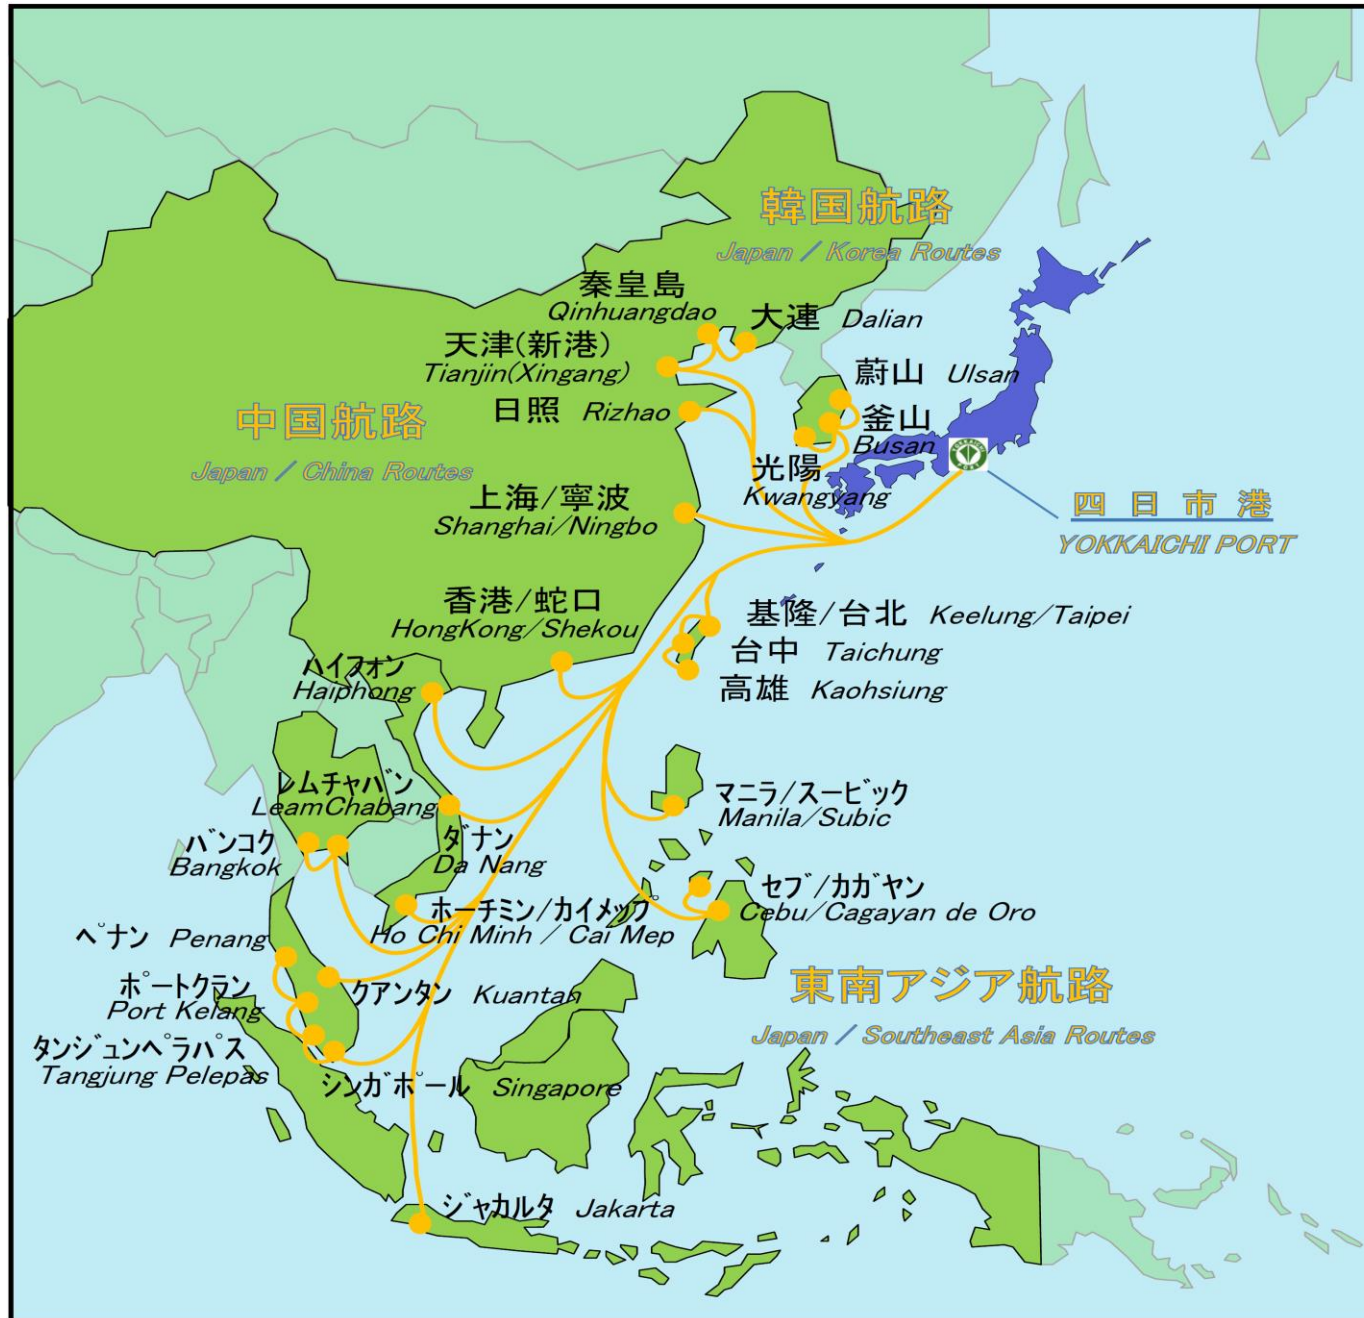 韓国航路
Japan / Korea Routes
秦皇島
Qinhuangdao
大連 Dalian
天津(新港)
Tianjin(Xingang)
蔚山 Ulsan
日照 Rizhao
釜山
Busan
中国航路
Japan / China Routes
光陽
Kwangyang
上海/寧波
Shanghai/Ningbo
四日市港
YOKKAICHI PORT
香港/蛇口
HongKong/Shekou
基隆/台北 Keelung/Taipei
台中 Taichung
高雄 Kaohsiung
ハイフォン
Haiphong
レムチャバン
LeamChabang
マニラ/スービック
Manila/Subic
バンコク
Bangkok
ダナン
Da Nang
ホーチミン/カイメップ
Ho Chi Minh / Cai Mep
セブ/カガヤン
Cebu/Cagayan de Oro
ペナン Penang
ポートクラン
Port Kelang
クアンタン Kuantan
東南アジア航路
Japan / Southeast Asia Routes
タンジュンペラパス
Tangjung Pelepas
シンガポール Singapore
ジャカルタ Jakarta